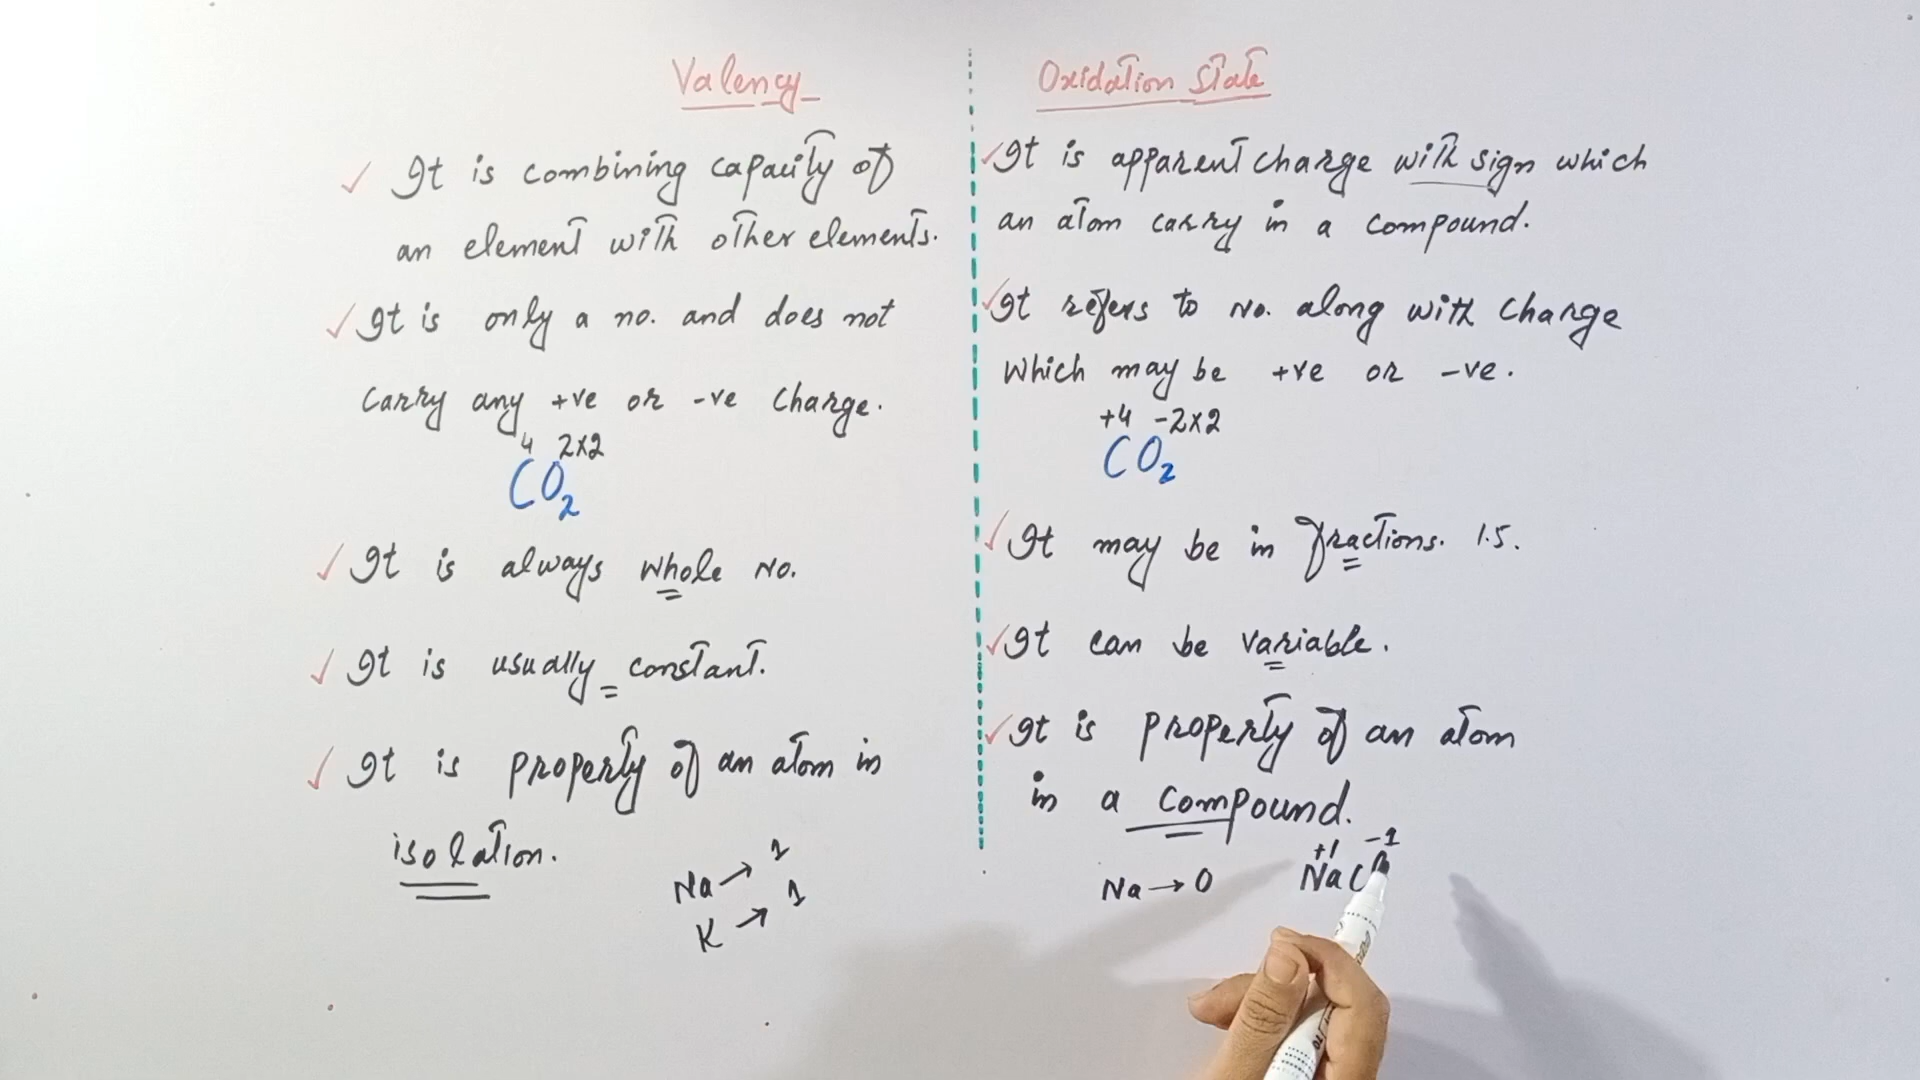 Valency
It is combining capacity of
an element with other elements.
It is only a no. and does not
carry any +ve or -ve charge.
4 2x2
CO2
It is always whole no.
It is usually constant.
It is property of an atom in
isolation.
Na → 1
K → 1
Oxidation State
It is apparent charge with sign which
an atom carry in a compound.
It refers to no. along with charge
which may be +ve or -ve.
+4 -2x2
CO2
It may be in fractions. 1.5.
It can be variable.
It is property of an atom
in a compound.
+1 -1
Na → 0 NaCl